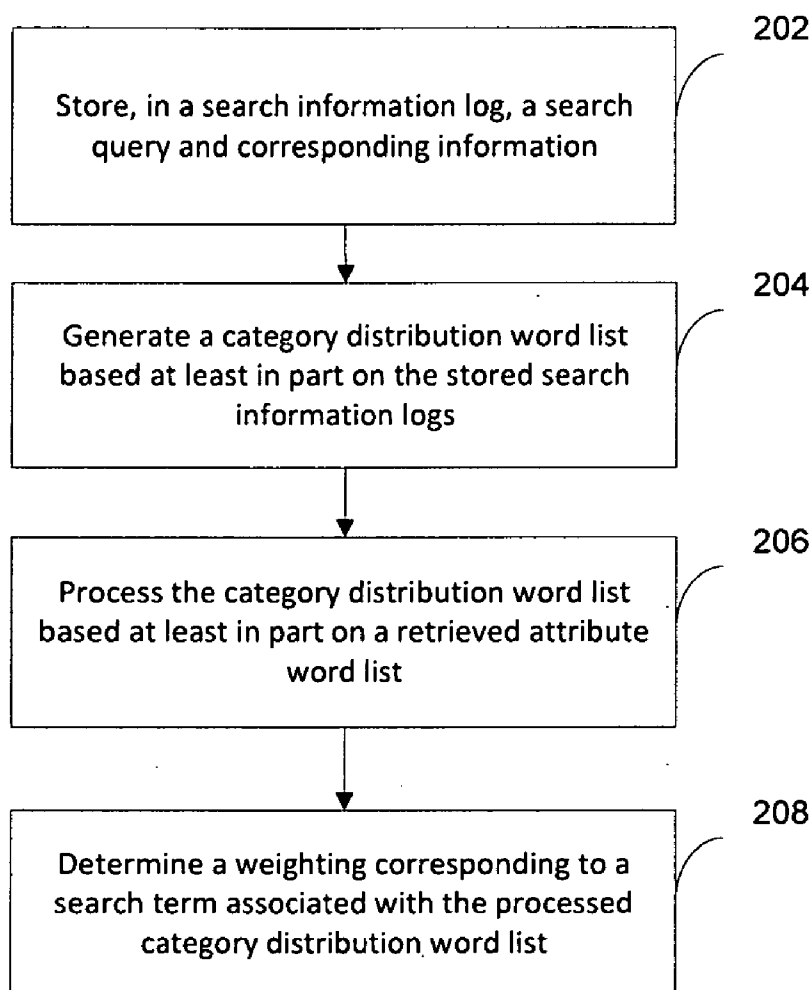 202
Store, in a search information log, a search
query and corresponding information
204
Generate a category distribution word list
based at least in part on the stored search
information logs
206
Process the category distribution word list
based at least in part on a retrieved attribute
word list
208
Determine a weighting corresponding to a
search term associated with the processed
category distribution word list